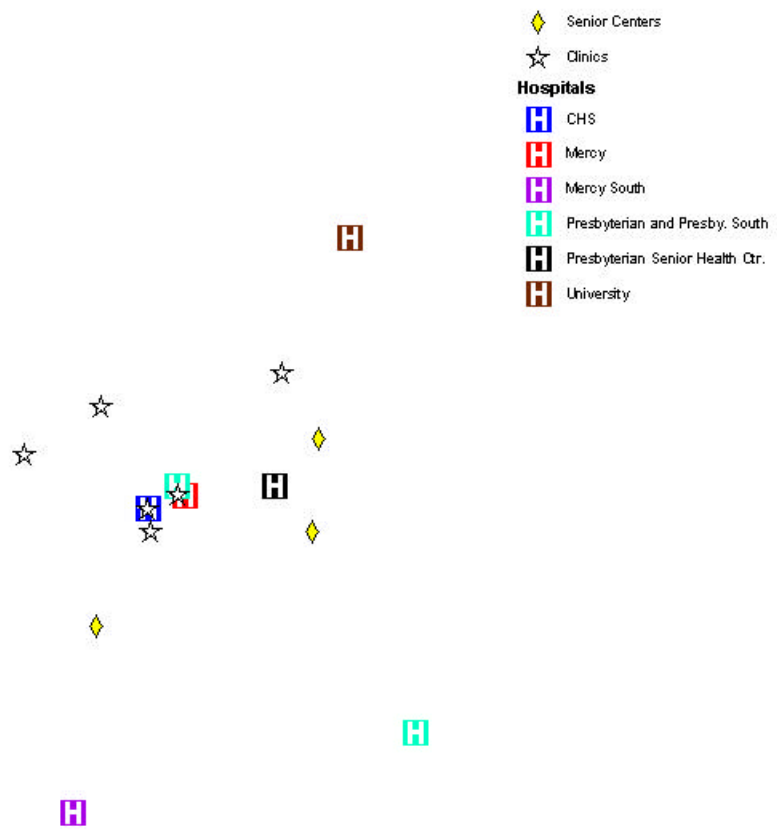 Senior Centers
Clinics
Hospitals
H CHS
H Mercy
H Mercy South
H Presbyterian and Presby. South
H Presbyterian Senior Health Ctr.
H University
H
H
H
H
H
H
H